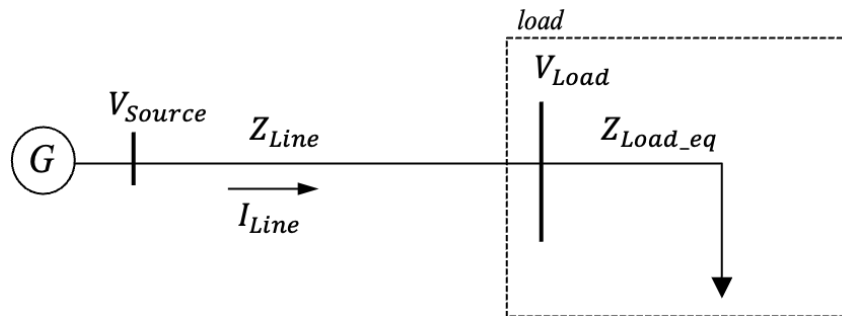 load
V_Load
V_Source
Z_Line
Z_Load_eq
G
I_Line